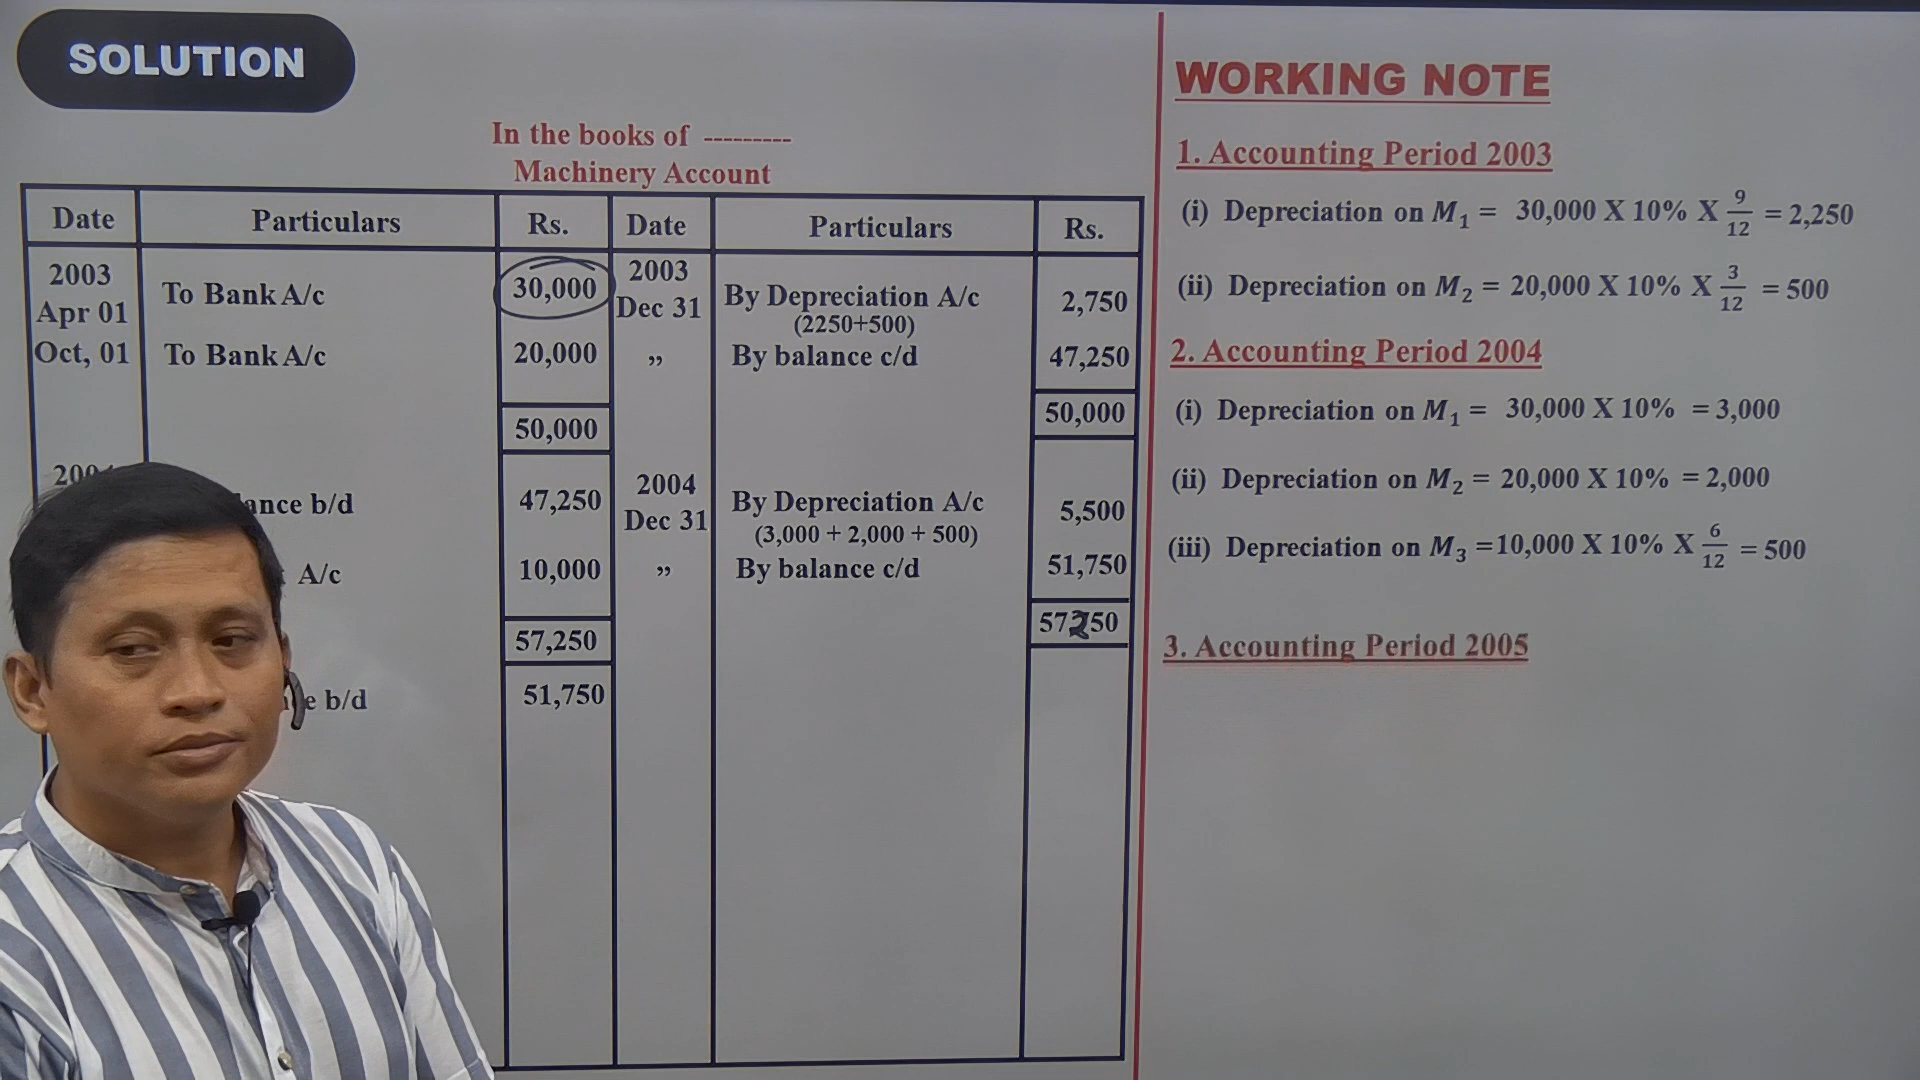 SOLUTION
In the books of ---------
Machinery Account
Date Particulars Rs. Date Particulars Rs.
2003 Apr 01 To Bank A/c 30,000 2003 Dec 31 By Depreciation A/c (2250+500) 2,750
Oct, 01 To Bank A/c 20,000 ,, By balance c/d 47,250
50,000 50,000
b/d 47,250 2004 Dec 31 By Depreciation A/c (3,000 + 2,000 + 500) 5,500
A/c 10,000 ,, By balance c/d 51,750
57,250 57250
b/d 51,750
WORKING NOTE
1. Accounting Period 2003
(i) Depreciation on M₁ = 30,000 X 10% X 9/12 = 2,250
(ii) Depreciation on M₂ = 20,000 X 10% X 3/12 = 500
2. Accounting Period 2004
(i) Depreciation on M₁ = 30,000 X 10% = 3,000
(ii) Depreciation on M₂ = 20,000 X 10% = 2,000
(iii) Depreciation on M₃ =10,000 X 10% X 6/12 = 500
3. Accounting Period 2005